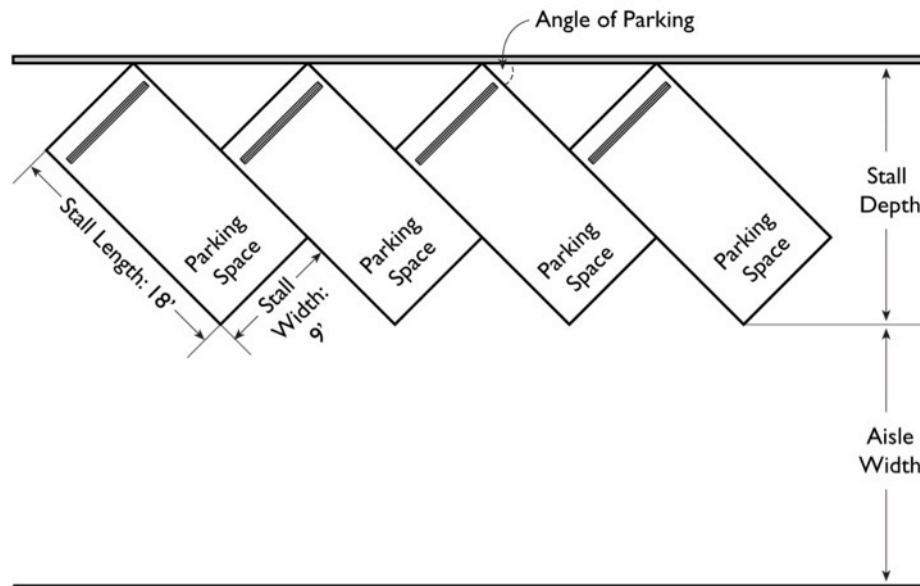 Angle of Parking
Stall
Depth
Stall Length: 18'
Parking
Space
Parking
Space
Parking
Space
Parking
Space
Stall
Width:
9'
Aisle
Width